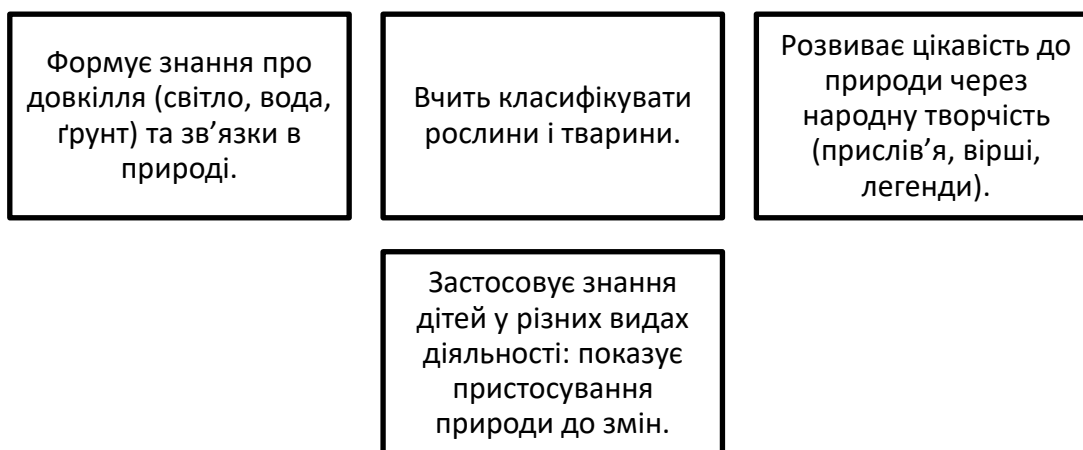 Формує знання про
довкілля (світло, вода,
ґрунт) та зв’язки в
природі.
Вчить класифікувати
рослини і тварини.
Розвиває цікавість до
природи через
народну творчість
(прислів’я, вірші,
легенди).
Застосовує знання
дітей у різних видах
діяльності: показує
пристосування
природи до змін.